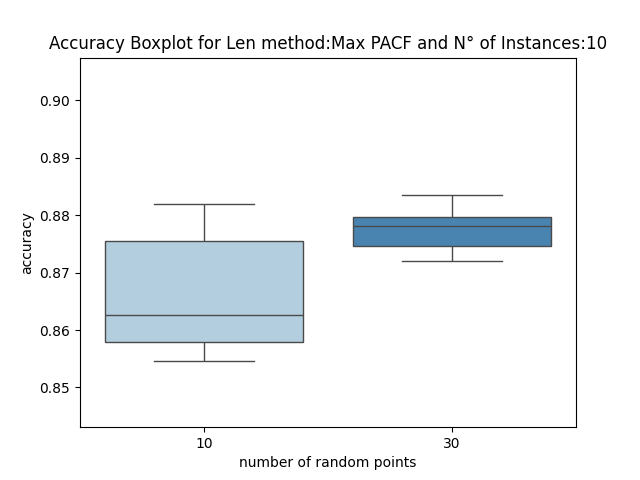 Accuracy Boxplot for Len method:Max PACF and N° of Instances:10
0.90
0.89
0.88
0.87
0.86
0.85
accuracy
10 30
number of random points